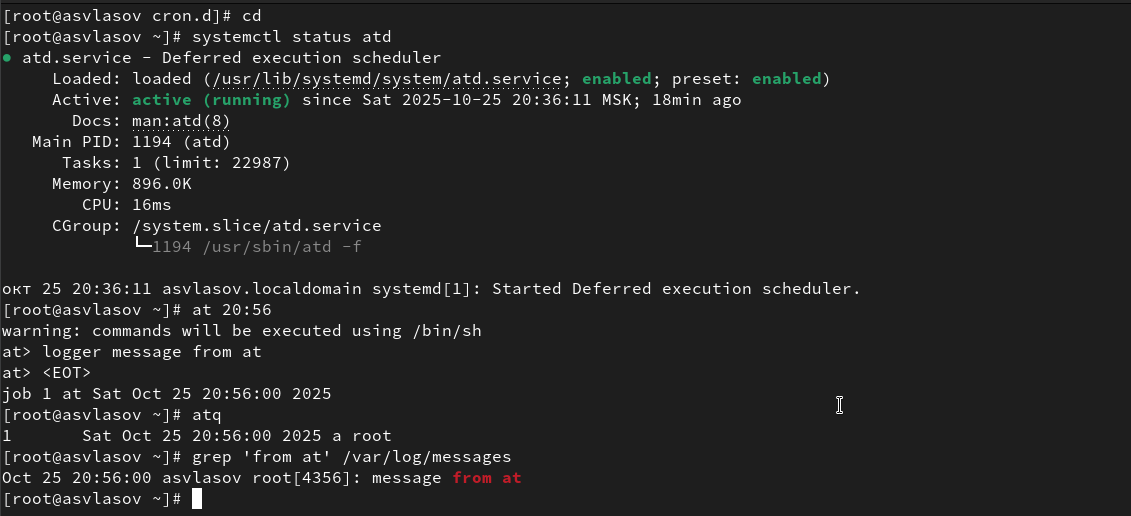 [root@asvlasov cron.d]# cd
[root@asvlasov ~]# systemctl status atd
● atd.service - Deferred execution scheduler
     Loaded: loaded (/usr/lib/systemd/system/atd.service; enabled; preset: enabled)
     Active: active (running) since Sat 2025-10-25 20:36:11 MSK; 18min ago
       Docs: man:atd(8)
   Main PID: 1194 (atd)
      Tasks: 1 (limit: 22987)
     Memory: 896.0K
        CPU: 16ms
     CGroup: /system.slice/atd.service
             └─1194 /usr/sbin/atd -f

окт 25 20:36:11 asvlasov.localdomain systemd[1]: Started Deferred execution scheduler.
[root@asvlasov ~]# at 20:56
warning: commands will be executed using /bin/sh
at> logger message from at
at> <EOT>
job 1 at Sat Oct 25 20:56:00 2025
[root@asvlasov ~]# atq
1       Sat Oct 25 20:56:00 2025 a root
[root@asvlasov ~]# grep 'from at' /var/log/messages
Oct 25 20:56:00 asvlasov root[4356]: message from at
[root@asvlasov ~]#